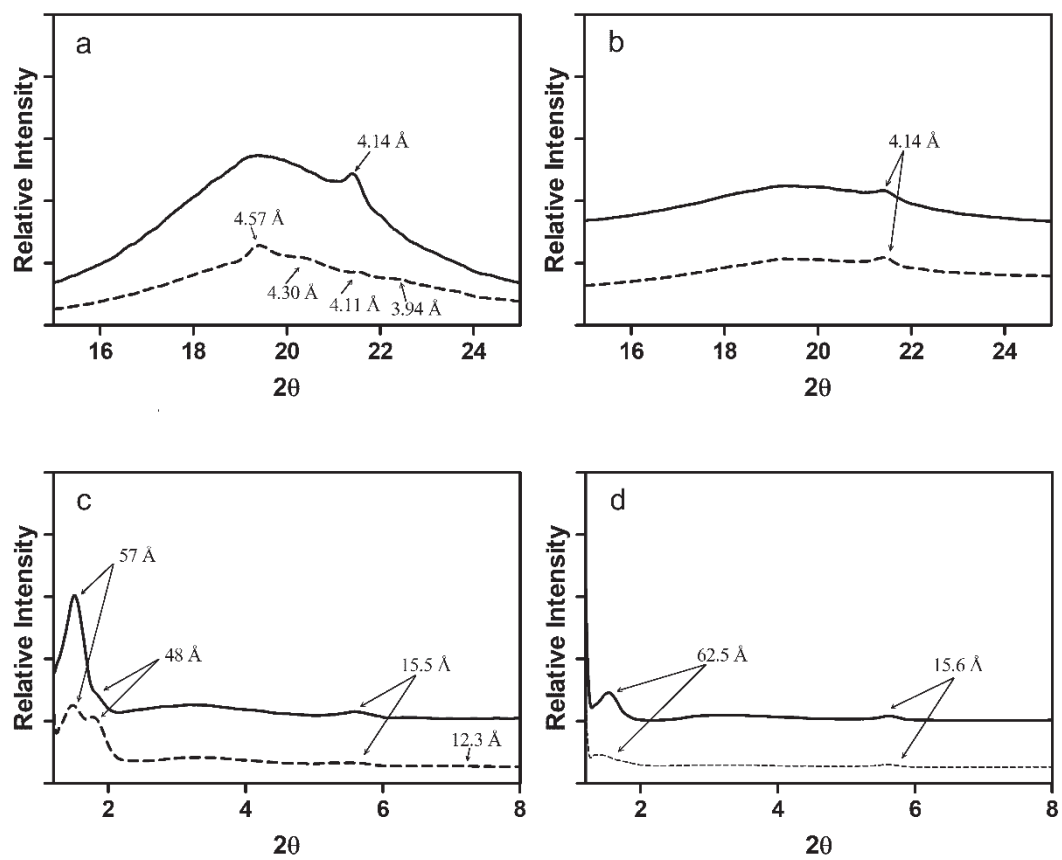 a
Relative Intensity
4.14 Å
4.57 Å
4.30 Å
4.11 Å
3.94 Å
16 18 20 22 24
2θ
b
Relative Intensity
4.14 Å
16 18 20 22 24
2θ
c
Relative Intensity
57 Å
48 Å
15.5 Å
12.3 Å
2 4 6 8
2θ
d
Relative Intensity
62.5 Å
15.6 Å
2 4 6 8
2θ